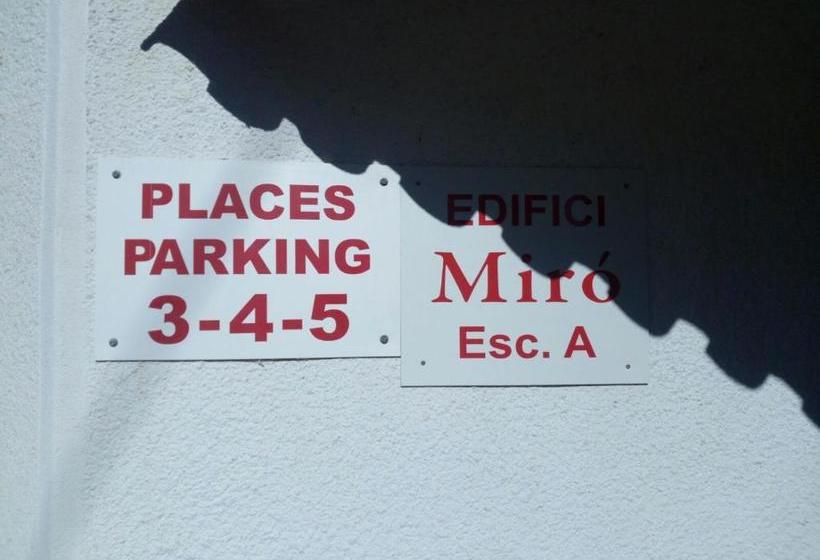 PLACES
PARKING
3-4-5
EDIFICI
Miró
Esc. A